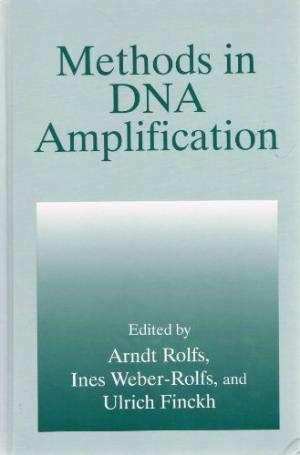 Methods in
DNA
Amplification
Edited by
Arndt Rolfs,
Ines Weber-Rolfs, and
Ulrich Finckh